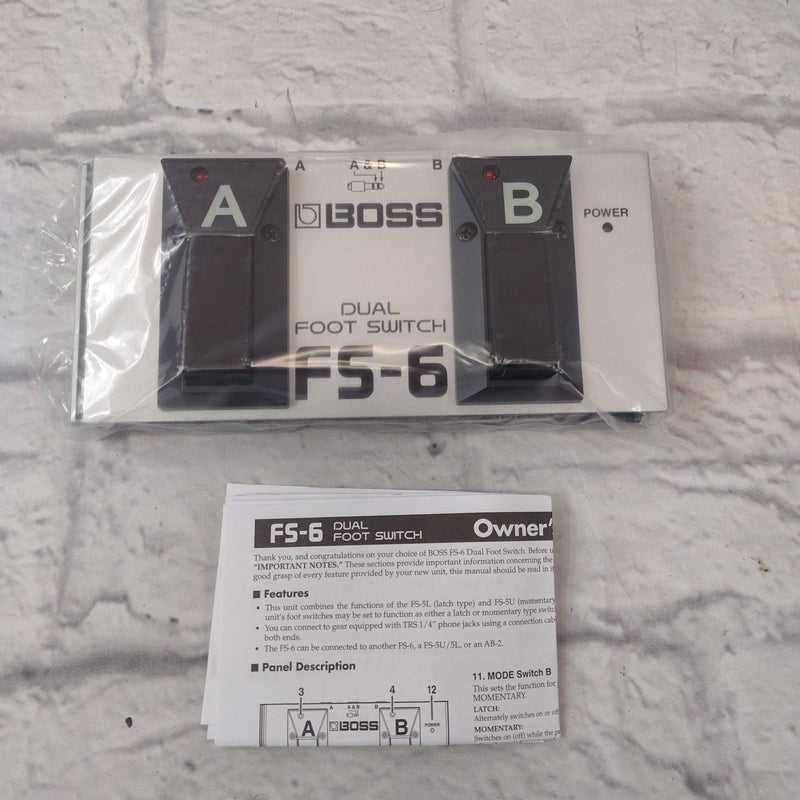 A A & B B
A BOSS B
POWER
DUAL
FOOT SWITCH
FS-6
FS-6 DUAL FOOT SWITCH Owner's
Thank you, and congratulations on your choice of BOSS FS-6 Dual Foot Switch. Before
"IMPORTANT NOTES." These sections provide important information concerning the
good grasp of every feature provided by your new unit, this manual should be read in
■ Features
• This unit combines the functions of the FS-5L (latch type) and FS-5U (momentary
unit's foot switches may be set to function as either a latch or momentary type
• You can connect to gear equipped with TRS 1/4" phone jacks using a connection
both ends.
• The FS-6 can be connected to another FS-6, a FS-5U/5L, or an AB-2.
■ Panel Description
3 4 12
A A & B B
A BOSS B
POWER
11. MODE Switch B
This sets the function for
MOMENTARY.
LATCH:
Alternately switches on or
MOMENTARY:
Switches on (off) while the